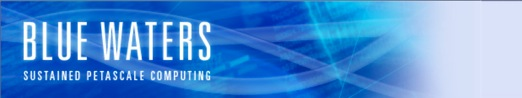 BLUE WATERS
SUSTAINED PETASCALE COMPUTING